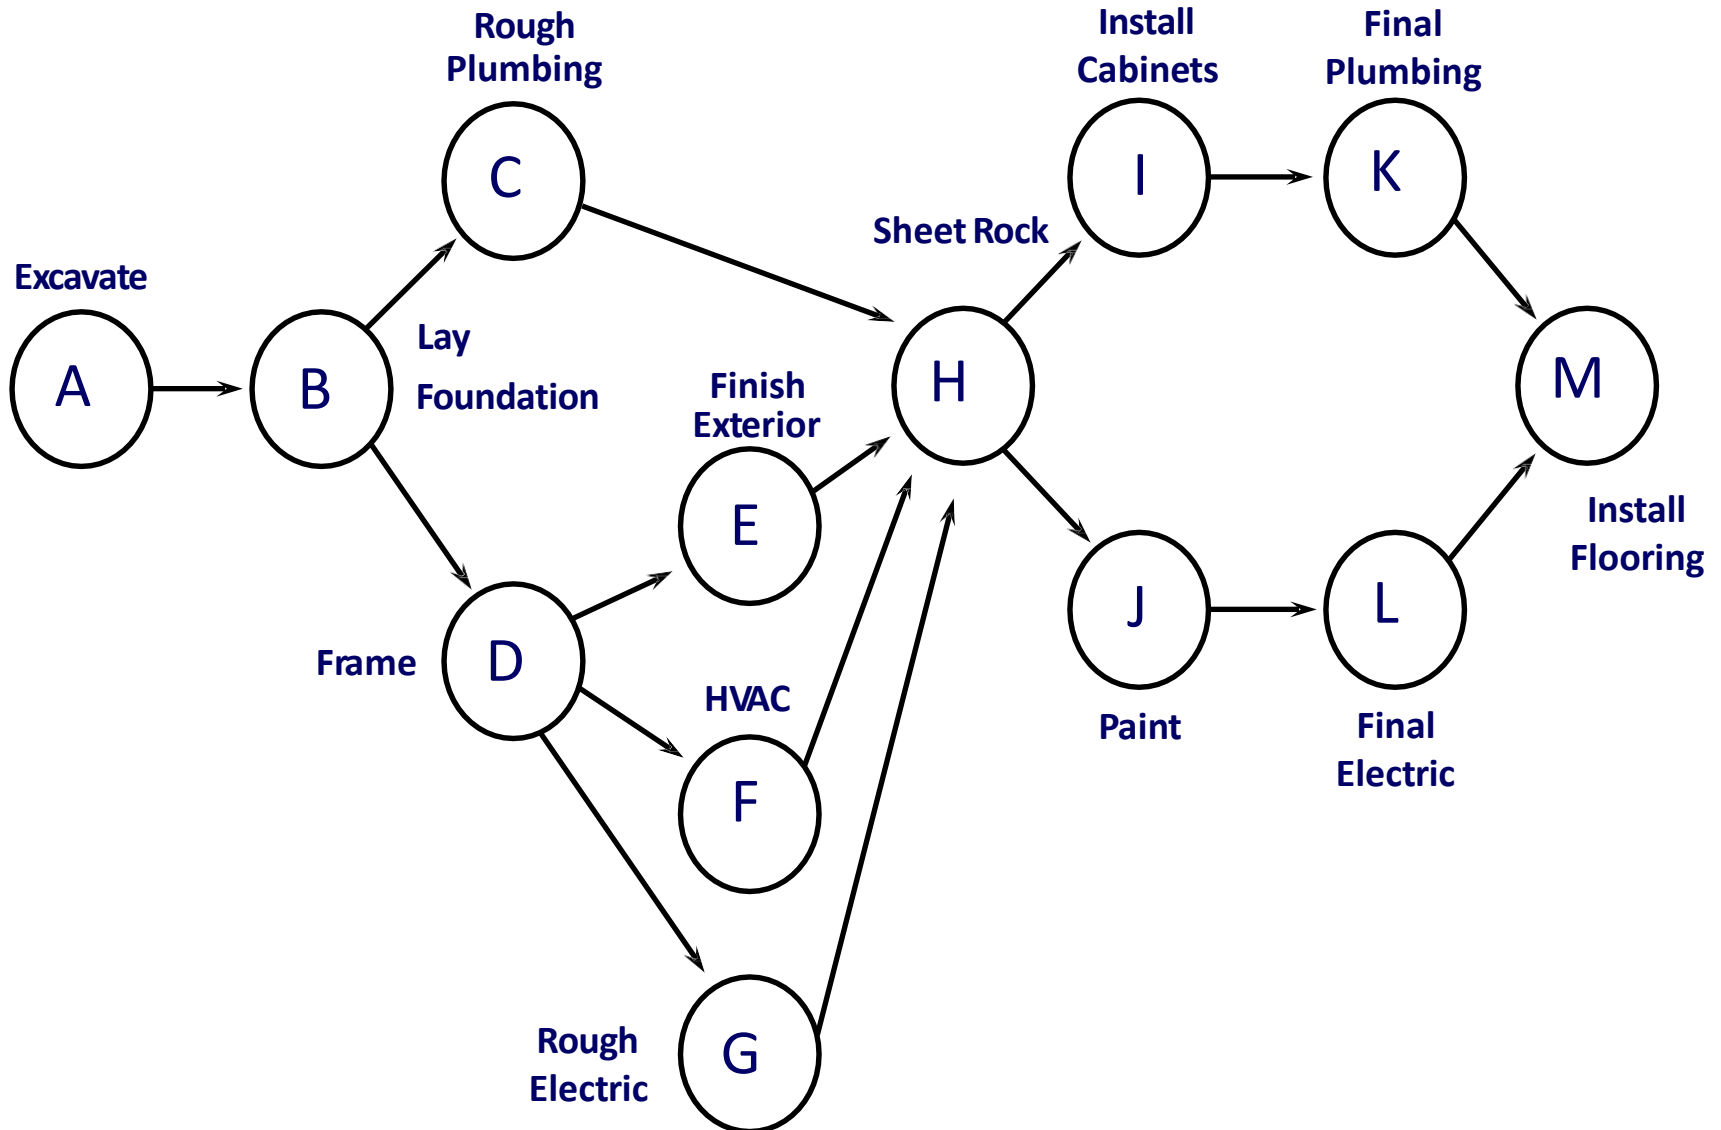 Rough
Plumbing
C
Install
Cabinets
I
Final
Plumbing
K
Excavate
A
B
Lay
Foundation
Sheet Rock
H
M
Install
Flooring
Finish
Exterior
E
Frame
D
HVAC
F
J
Paint
L
Final
Electric
Rough
Electric
G